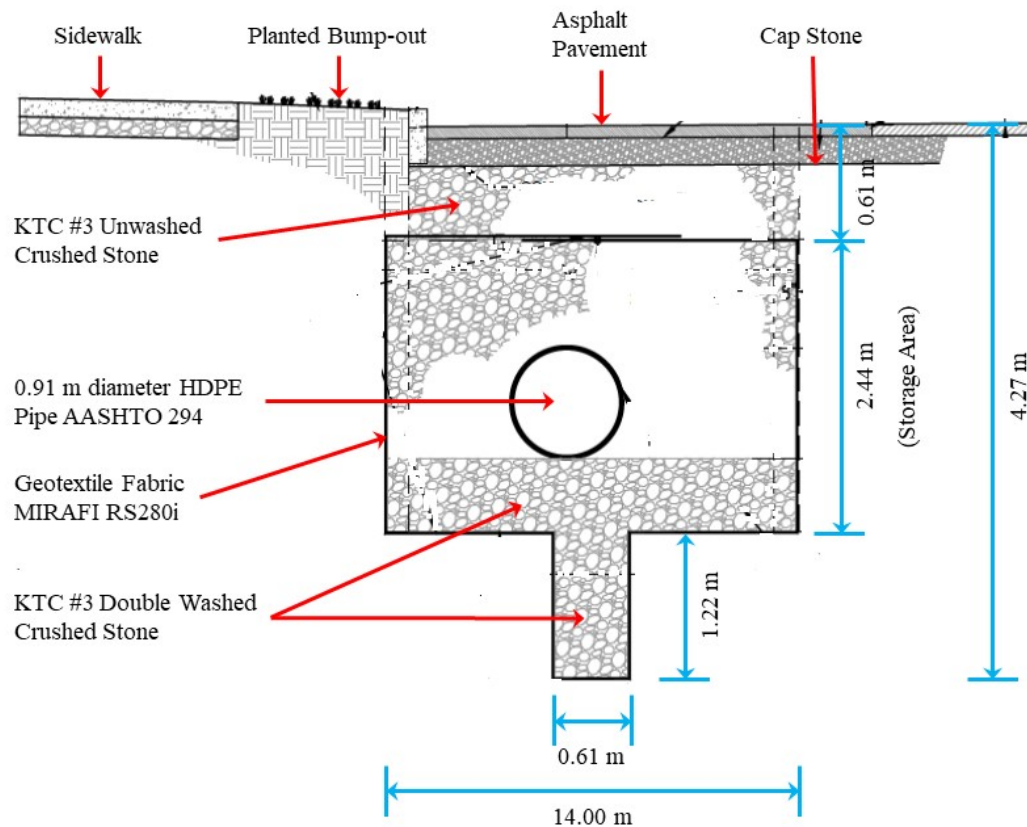 Sidewalk
Planted Bump-out
Asphalt
Pavement
Cap Stone
KTC #3 Unwashed
Crushed Stone
0.61 m
0.91 m diameter HDPE
Pipe AASHTO 294
2.44 m
(Storage Area)
4.27 m
Geotextile Fabric
MIRAFI RS280i
KTC #3 Double Washed
Crushed Stone
1.22 m
0.61 m
14.00 m